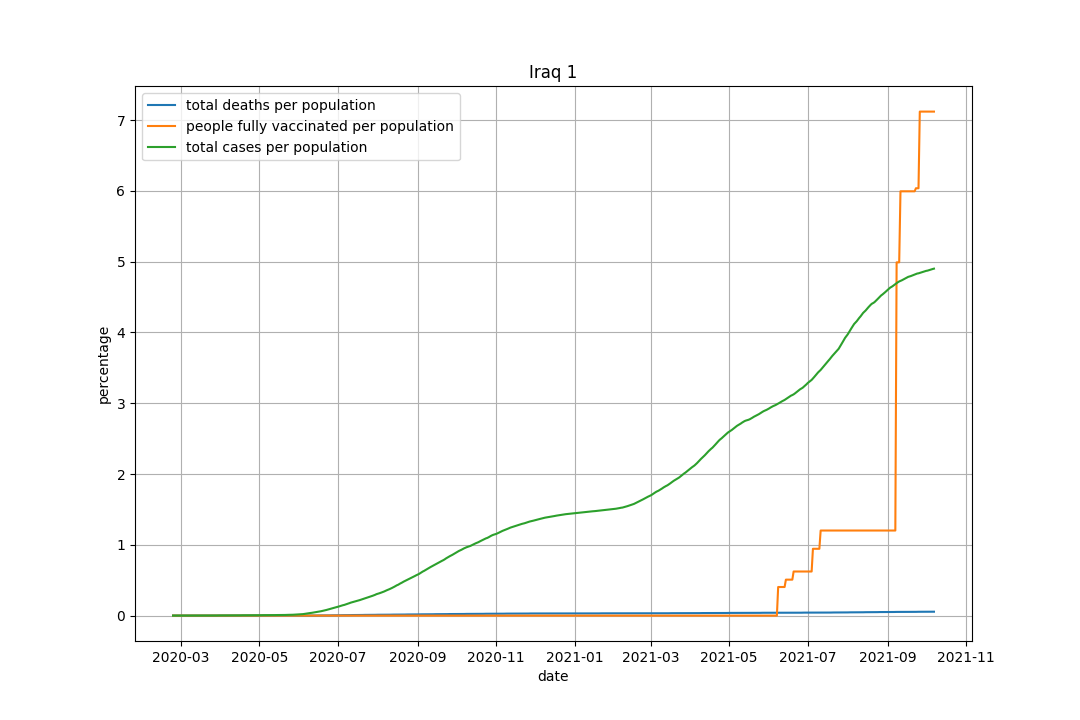 Iraq 1
total deaths per population
people fully vaccinated per population
total cases per population
percentage
7
6
5
4
3
2
1
0
2020-03 2020-05 2020-07 2020-09 2020-11 2021-01 2021-03 2021-05 2021-07 2021-09 2021-11
date